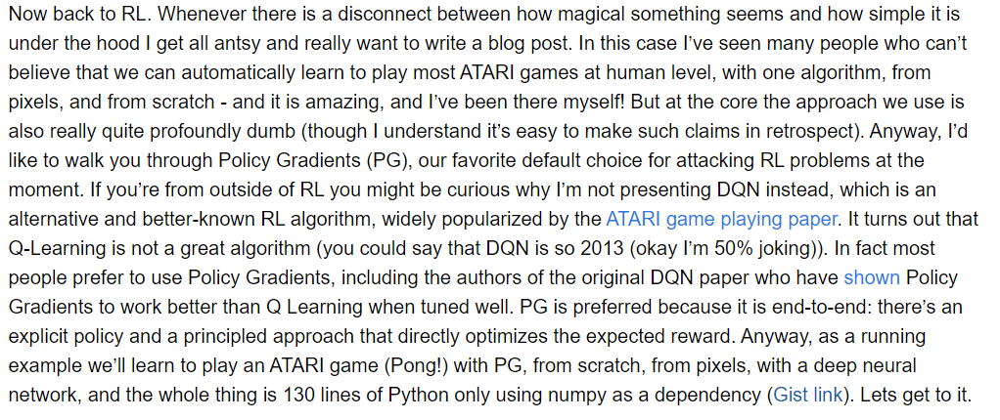 Now back to RL. Whenever there is a disconnect between how magical something seems and how simple it is
under the hood I get all antsy and really want to write a blog post. In this case I’ve seen many people who can’t
believe that we can automatically learn to play most ATARI games at human level, with one algorithm, from
pixels, and from scratch - and it is amazing, and I’ve been there myself! But at the core the approach we use is
also really quite profoundly dumb (though I understand it’s easy to make such claims in retrospect). Anyway, I’d
like to walk you through Policy Gradients (PG), our favorite default choice for attacking RL problems at the
moment. If you’re from outside of RL you might be curious why I’m not presenting DQN instead, which is an
alternative and better-known RL algorithm, widely popularized by the ATARI game playing paper. It turns out that
Q-Learning is not a great algorithm (you could say that DQN is so 2013 (okay I’m 50% joking)). In fact most
people prefer to use Policy Gradients, including the authors of the original DQN paper who have shown Policy
Gradients to work better than Q Learning when tuned well. PG is preferred because it is end-to-end: there’s an
explicit policy and a principled approach that directly optimizes the expected reward. Anyway, as a running
example we’ll learn to play an ATARI game (Pong!) with PG, from scratch, from pixels, with a deep neural
network, and the whole thing is 130 lines of Python only using numpy as a dependency (Gist link). Lets get to it.